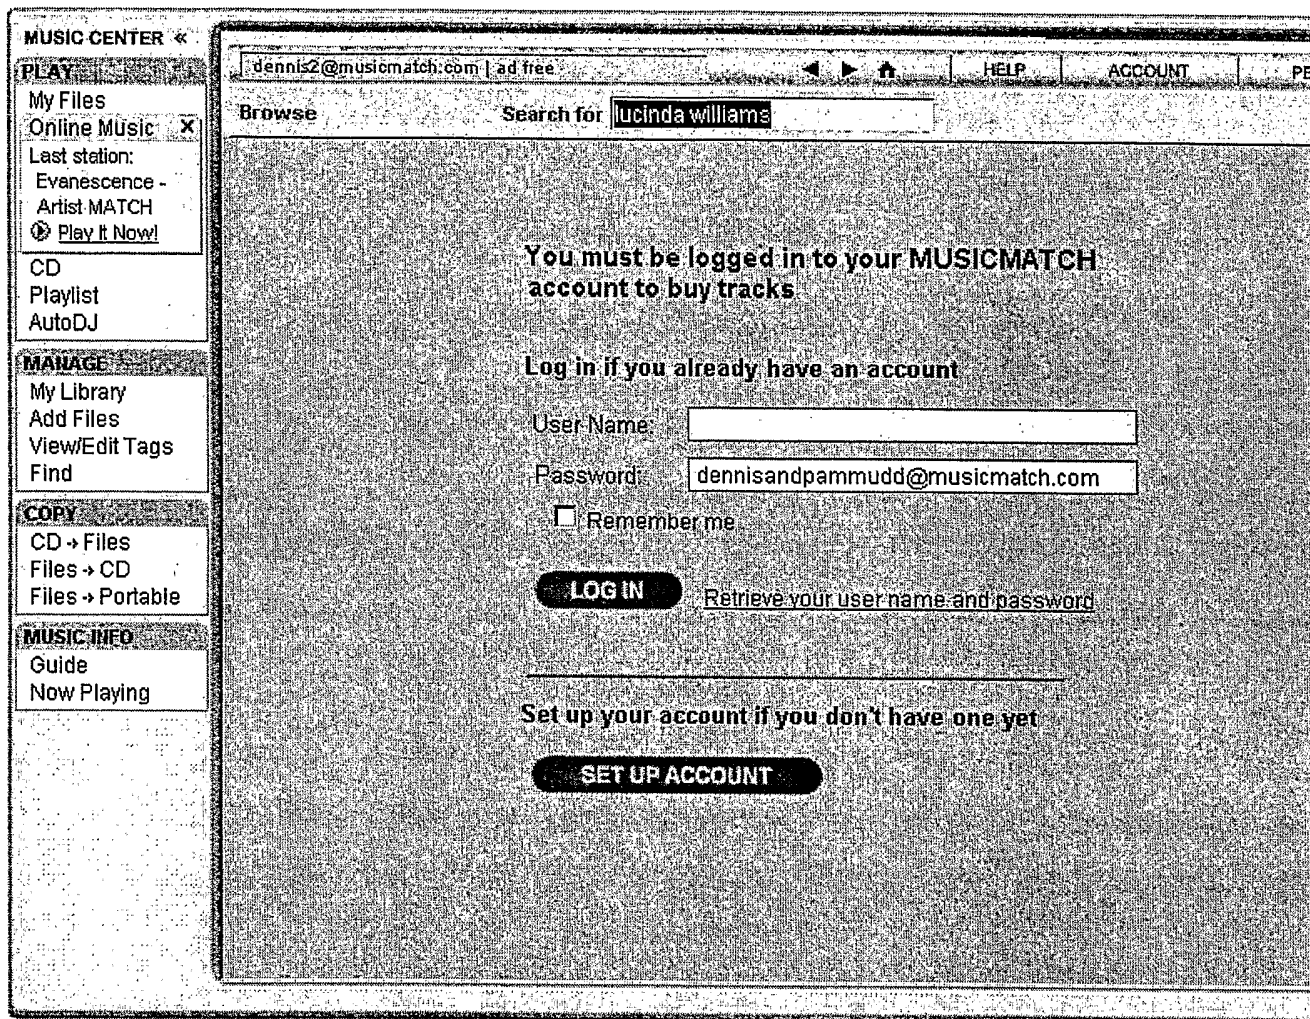 MUSIC CENTER «
PLAY
My Files
Online Music X
Last station:
Evanescence -
Artist MATCH
Play It Now!
CD
Playlist
AutoDJ
MANAGE
My Library
Add Files
View/Edit Tags
Find
COPY
CD → Files
Files → CD
Files → Portable
MUSIC INFO
Guide
Now Playing
dennis2@musicmatch.com | ad free
HELP
ACCOUNT
PE
Browse
Search for lucinda williams
You must be logged in to your MUSICMATCH
account to buy tracks
Log in if you already have an account
User Name:
Password: dennisandpammudd@musicmatch.com
Remember me
LOG IN Retrieve your user name and password
Set up your account if you don't have one yet
SET UP ACCOUNT